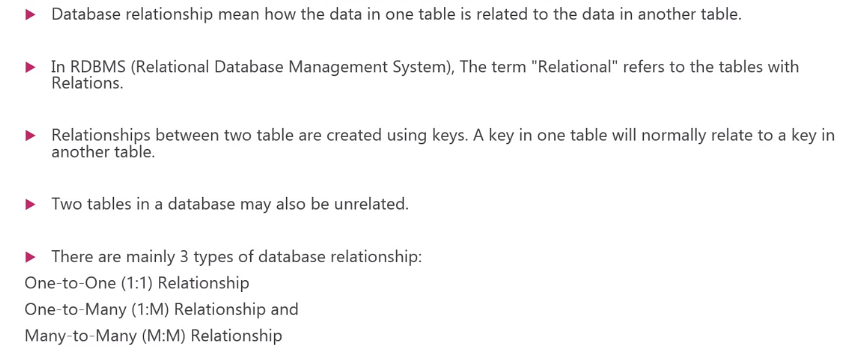 Database relationship mean how the data in one table is related to the data in another table.
In RDBMS (Relational Database Management System), The term "Relational" refers to the tables with
Relations.
Relationships between two table are created using keys. A key in one table will normally relate to a key in
another table.
Two tables in a database may also be unrelated.
There are mainly 3 types of database relationship:
One-to-One (1:1) Relationship
One-to-Many (1:M) Relationship and
Many-to-Many (M:M) Relationship